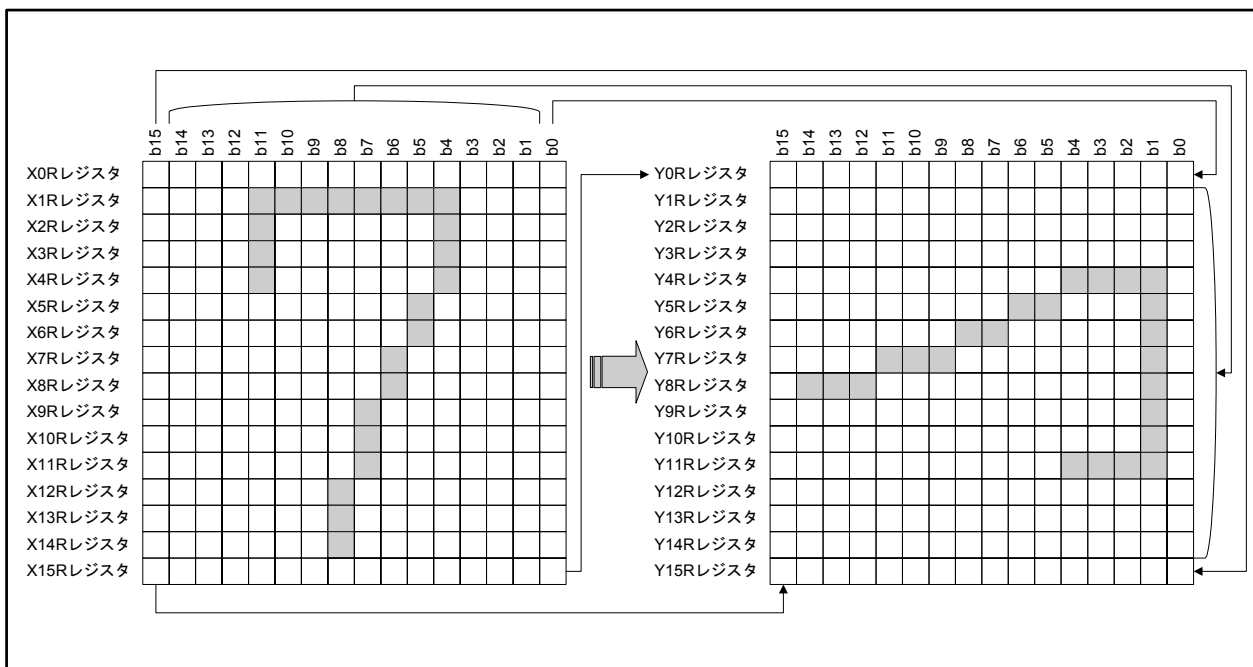 b15 b14 b13 b12 b11 b10 b9 b8 b7 b6 b5 b4 b3 b2 b1 b0
X0Rレジスタ
X1Rレジスタ
X2Rレジスタ
X3Rレジスタ
X4Rレジスタ
X5Rレジスタ
X6Rレジスタ
X7Rレジスタ
X8Rレジスタ
X9Rレジスタ
X10Rレジスタ
X11Rレジスタ
X12Rレジスタ
X13Rレジスタ
X14Rレジスタ
X15Rレジスタ
b15 b14 b13 b12 b11 b10 b9 b8 b7 b6 b5 b4 b3 b2 b1 b0
Y0Rレジスタ
Y1Rレジスタ
Y2Rレジスタ
Y3Rレジスタ
Y4Rレジスタ
Y5Rレジスタ
Y6Rレジスタ
Y7Rレジスタ
Y8Rレジスタ
Y9Rレジスタ
Y10Rレジスタ
Y11Rレジスタ
Y12Rレジスタ
Y13Rレジスタ
Y14Rレジスタ
Y15Rレジスタ